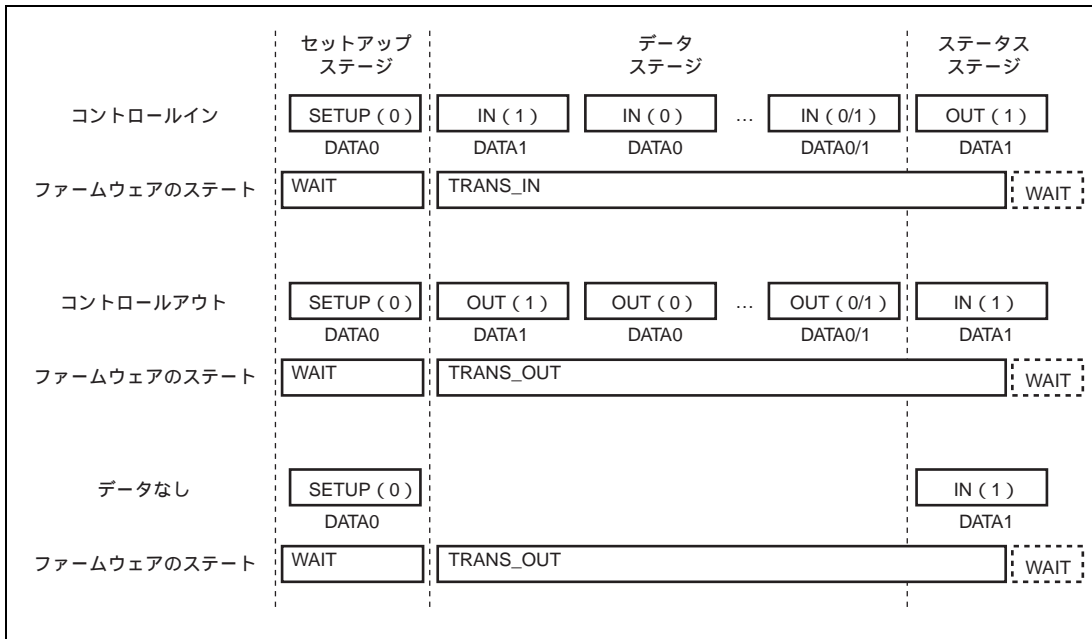 セットアップ
ステージ
データ
ステージ
ステータス
ステージ
コントロールイン
SETUP（0） IN（1） IN（0） … IN（0/1） OUT（1）
DATA0 DATA1 DATA0 DATA0/1 DATA1
ファームウェアのステート WAIT TRANS_IN WAIT
コントロールアウト
SETUP（0） OUT（1） OUT（0） … OUT（0/1） IN（1）
DATA0 DATA1 DATA0 DATA0/1 DATA1
ファームウェアのステート WAIT TRANS_OUT WAIT
データなし
SETUP（0） IN（1）
DATA0 DATA1
ファームウェアのステート WAIT TRANS_OUT WAIT